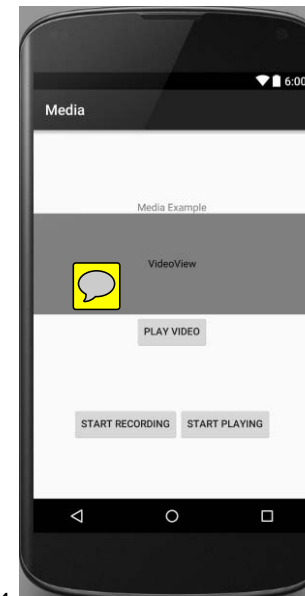 6:00
Media
Media Example
VideoView
PLAY VIDEO
START RECORDING START PLAYING